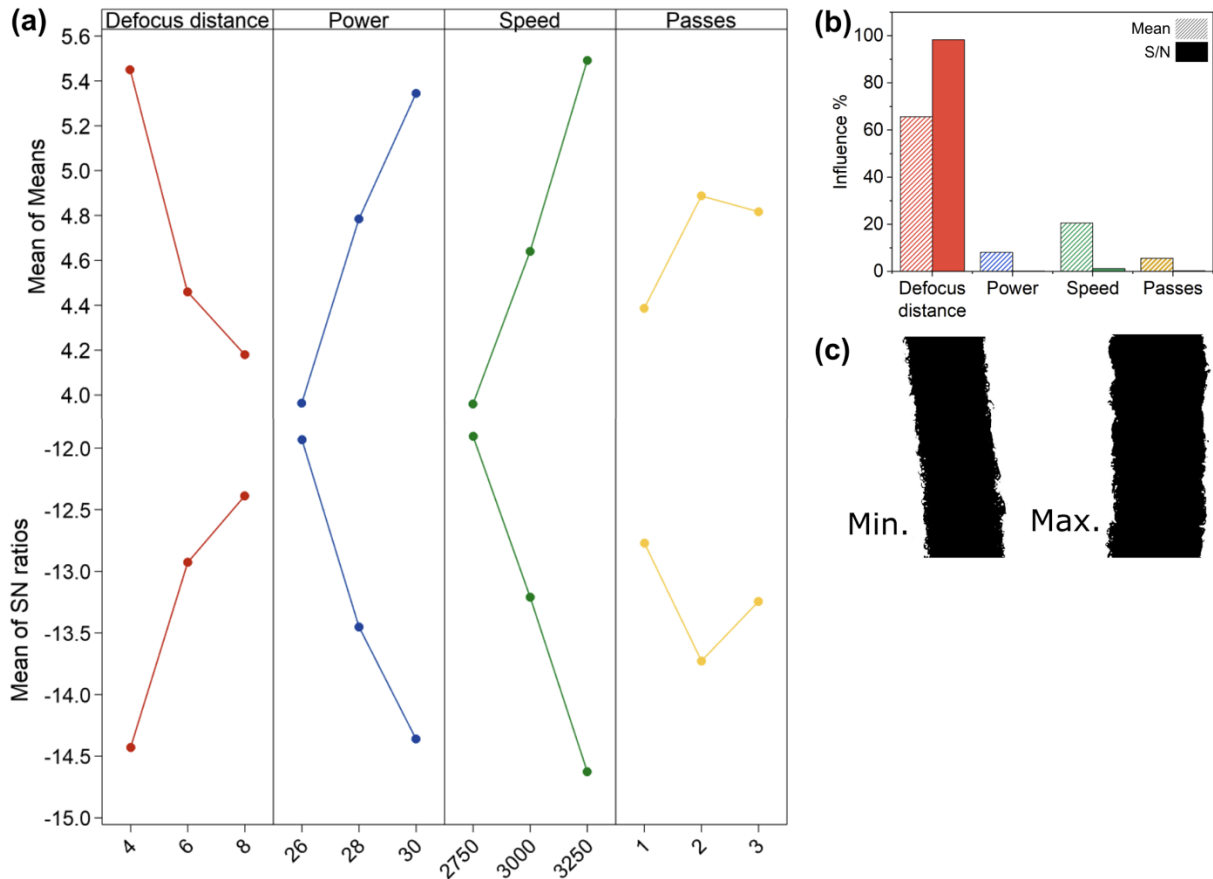 (a)
Defocus distance Power Speed Passes
Mean of Means
5.6
5.4
5.2
5.0
4.8
4.6
4.4
4.2
4.0
Mean of SN ratios
-12.0
-12.5
-13.0
-13.5
-14.0
-14.5
-15.0
4 6 8 26 28 30 2750 3000 3250 1 2 3
(b)
Mean
S/N
Influence %
100
80
60
40
20
0
Defocus Power Speed Passes
distance
(c)
Min. Max.